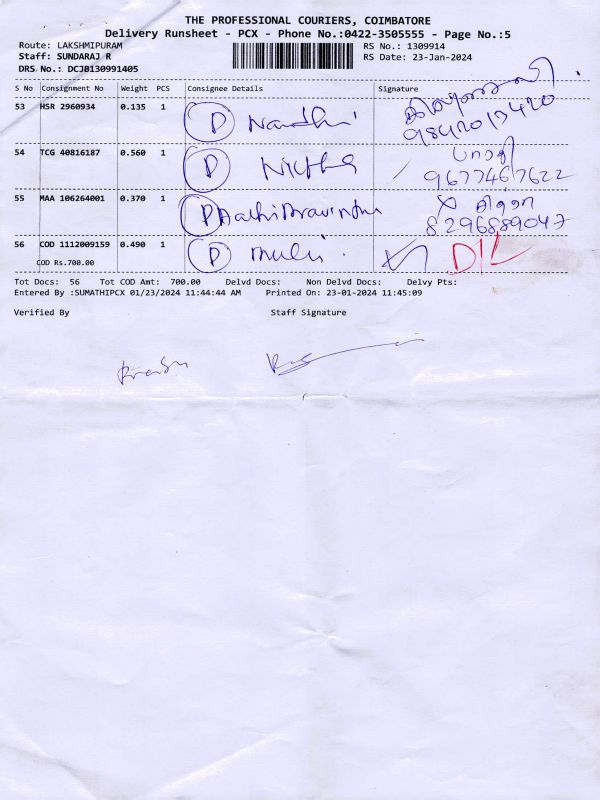 THE PROFESSIONAL COURIERS, COIMBATORE
Delivery Runsheet - PCX - Phone No.:0422-3505555 - Page No.:5
Route: LAKSHMIPURAM RS No.: 1309914
Staff: SUNDARAJ R RS Date: 23-Jan-2024
DRS No.: DCJB130991405
S No Consignment No Weight PCS Consignee Details Signature
53 HSR 2960934 0.135 1 D Nandhi
9842013420
54 TCG 40816187 0.560 1 D
9677467622
55 MAA 106264001 0.370 1 D
8296889047
56 COD 1112009159 0.490 1 D D/L
COD Rs.700.00
Tot Docs: 56 Tot COD Amt: 700.00 Delvd Docs: Non Delvd Docs: Delvy Pts:
Entered By :SUMATHIPCX 01/23/2024 11:44:44 AM Printed On: 23-01-2024 11:45:09
Verified By Staff Signature